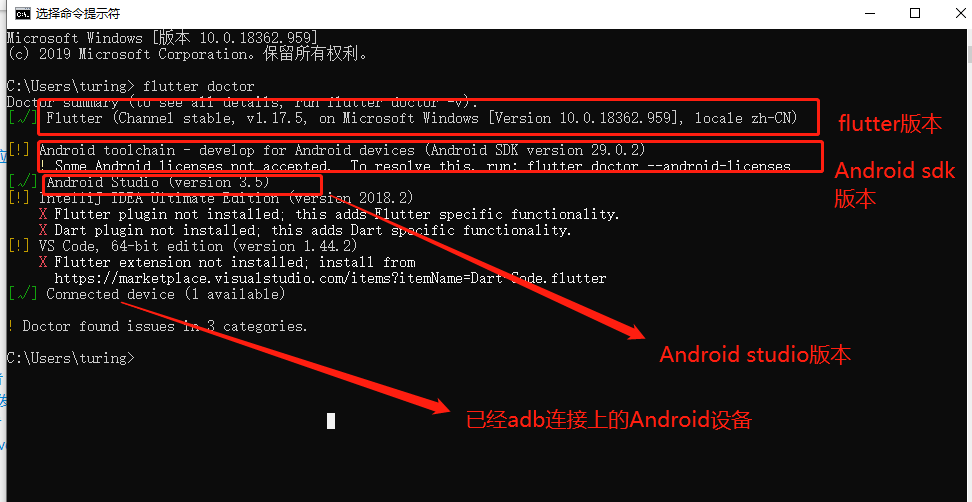 选择命令提示符
Microsoft Windows [版本 10.0.18362.959]
(c) 2019 Microsoft Corporation。保留所有权利。
C:\Users\turing> flutter doctor
Doctor summary (to see all details, run flutter doctor -v):
[√] Flutter (Channel stable, v1.17.5, on Microsoft Windows [Version 10.0.18362.959], locale zh-CN)
flutter版本
[!] Android toolchain - develop for Android devices (Android SDK version 29.0.2)
! Some Android licenses not accepted.  To resolve this, run: flutter doctor --android-licenses
Android sdk
版本
[√] Android Studio (version 3.5)
[!] IntelliJ IDEA Ultimate Edition (version 2018.2)
X Flutter plugin not installed; this adds Flutter specific functionality.
X Dart plugin not installed; this adds Dart specific functionality.
[!] VS Code, 64-bit edition (version 1.44.2)
X Flutter extension not installed; install from
https://marketplace.visualstudio.com/items?itemName=Dart-Code.flutter
[√] Connected device (1 available)
! Doctor found issues in 3 categories.
C:\Users\turing>
Android studio版本
已经adb连接上的Android设备